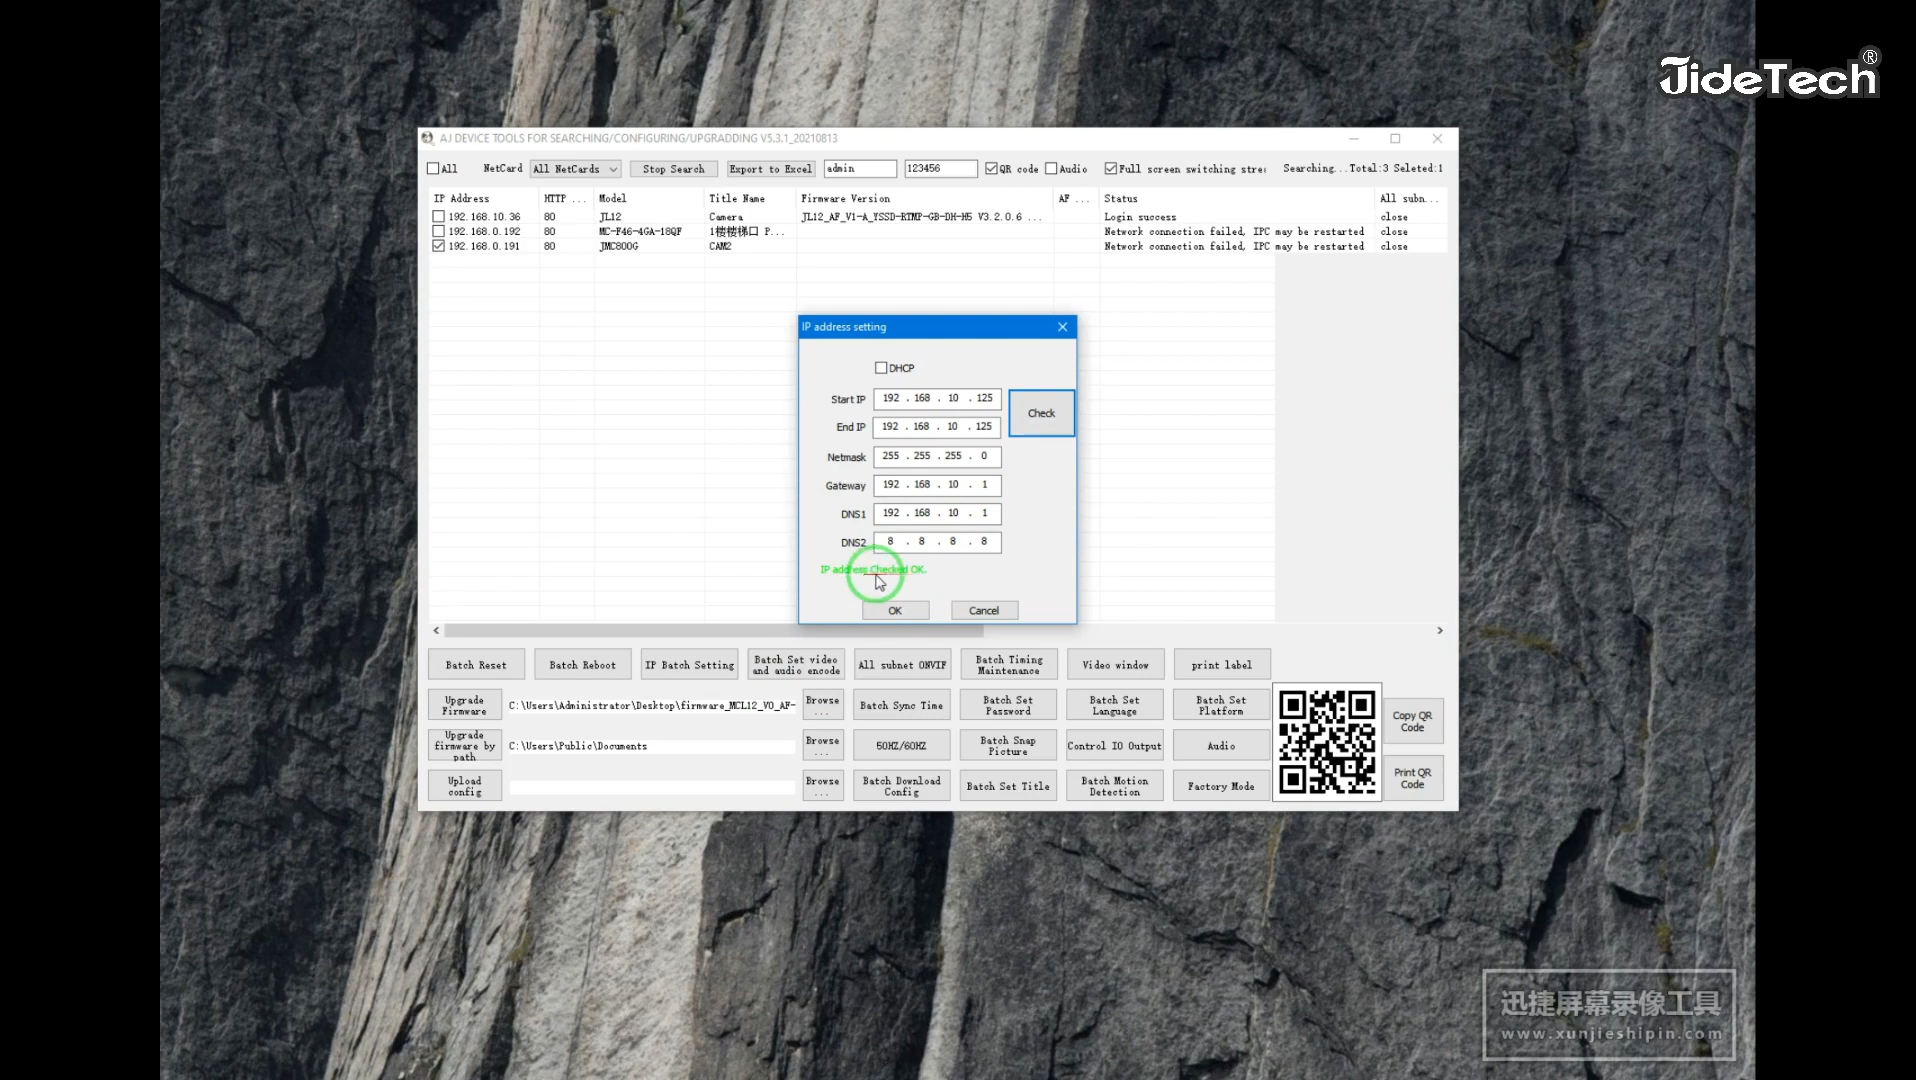 JideTech®
AJ DEVICE TOOLS FOR SEARCHING/CONFIGURING/UPGRADDING V5.3.1_20210813
All NetCard All NetCards Stop Search Export to Excel admin 123456 QR code Audio Full screen switching stre Searching...Total:3 Seleted:1
IP Address HTTP ... Model Title Name Firmware Version AF ... Status All subn...
192.168.10.36 80 JL12 Camera JL12_AF_V1-A_YSSD-RTMP-GB-DH-H5 V3.2.0.6 ... Login success close
192.168.0.192 80 MC-F46-4GA-18QF 1楼楼梯口 P... Network connection failed, IPC may be restarted close
192.168.0.191 80 JMC800G CAM2 Network connection failed, IPC may be restarted close
IP address setting
DHCP
Start IP 192 . 168 . 10 . 125
Check
End IP 192 . 168 . 10 . 125
Netmask 255 . 255 . 255 . 0
Gateway 192 . 168 . 10 . 1
DNS1 192 . 168 . 10 . 1
DNS2 8 . 8 . 8 . 8
IP address Checked OK.
OK Cancel
Batch Reset Batch Reboot IP Batch Setting Batch Set video and audio encode All subnet ONVIF Batch Timing Maintenance Video window print label
Upgrade Firmware C:\Users\Administrator\Desktop\firmware_MCL12_V0_AF- Browse ... Batch Sync Time Batch Set Password Batch Set Language Batch Set Platform
Copy QR Code
Upgrade firmware by path C:\Users\Public\Documents Browse ... 50HZ/60HZ Batch Snap Picture Control IO Output Audio
Print QR Code
Upload config Browse ... Batch Download Config Batch Set Title Batch Motion Detection Factory Mode
迅捷屏幕录像工具
www.xunjieshipin.com